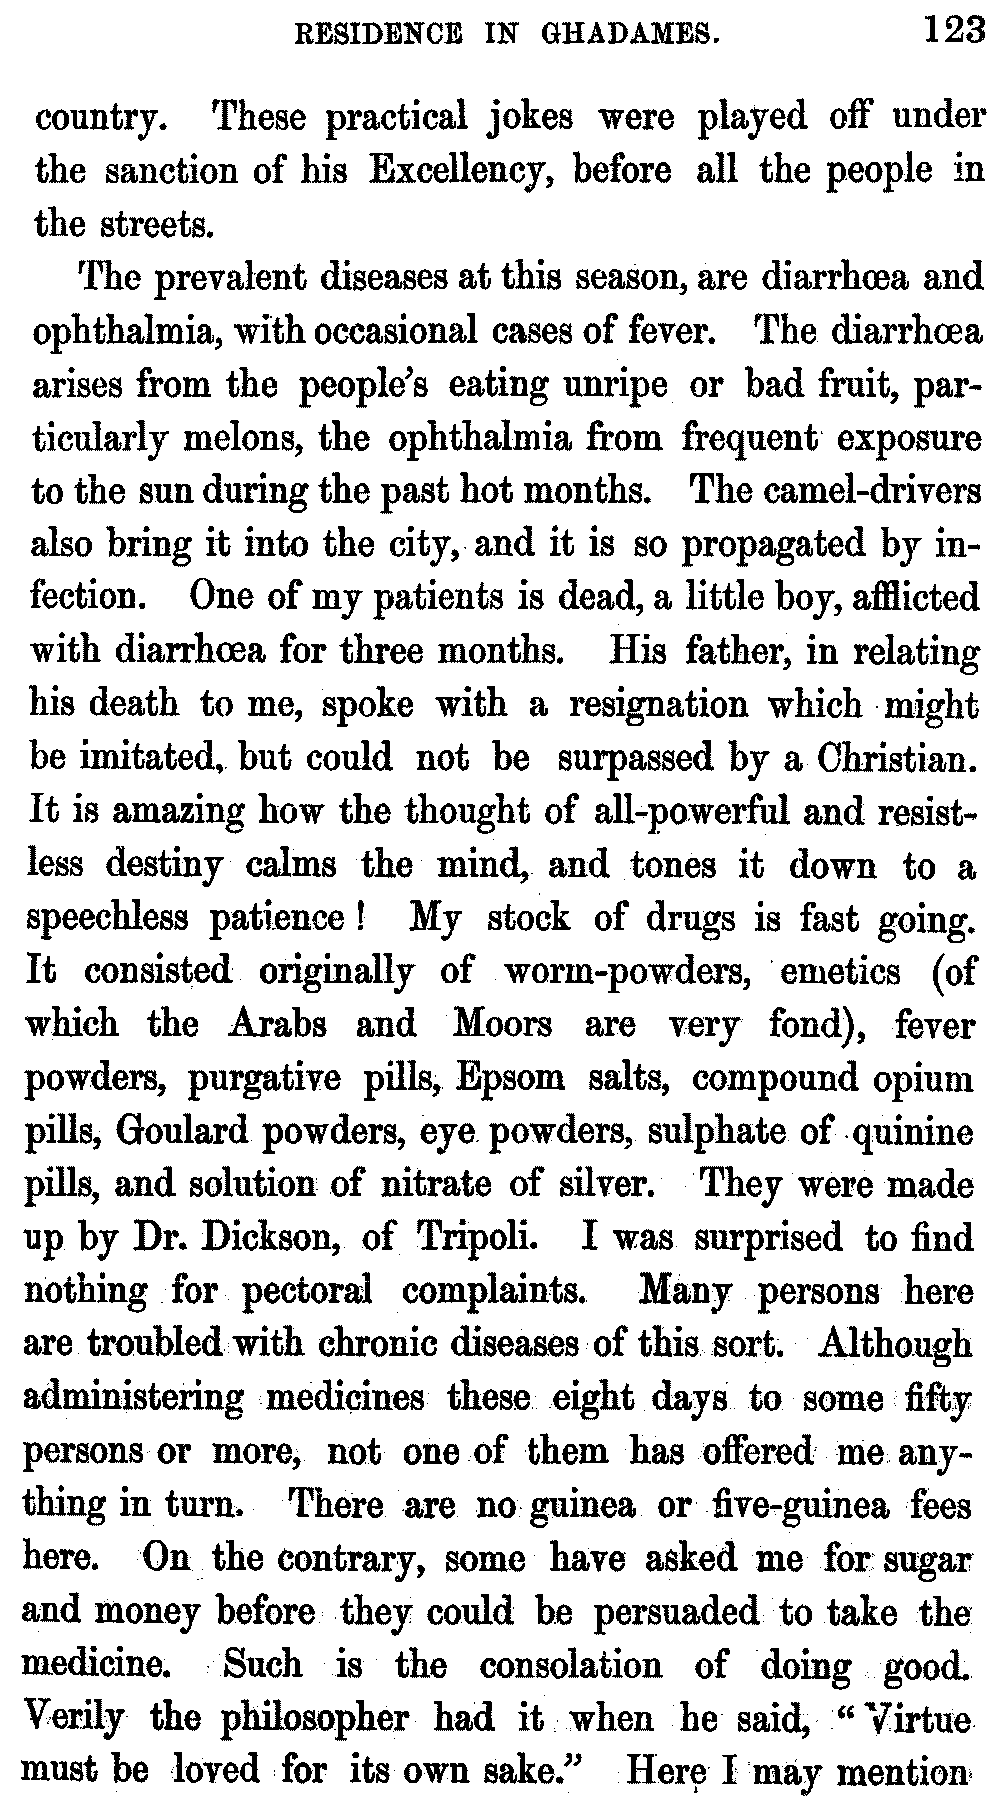 RESIDENCE IN GHADAMES. 123
country. These practical jokes were played off under
the sanction of his Excellency, before all the people in
the streets.
The prevalent diseases at this season, are diarrhœa and
ophthalmia, with occasional cases of fever. The diarrhœa
arises from the people's eating unripe or bad fruit, par-
ticularly melons, the ophthalmia from frequent exposure
to the sun during the past hot months. The camel-drivers
also bring it into the city, and it is so propagated by in-
fection. One of my patients is dead, a little boy, afflicted
with diarrhœa for three months. His father, in relating
his death to me, spoke with a resignation which might
be imitated, but could not be surpassed by a Christian.
It is amazing how the thought of all-powerful and resist-
less destiny calms the mind, and tones it down to a
speechless patience! My stock of drugs is fast going.
It consisted originally of worm-powders, emetics (of
which the Arabs and Moors are very fond), fever
powders, purgative pills, Epsom salts, compound opium
pills, Goulard powders, eye powders, sulphate of quinine
pills, and solution of nitrate of silver. They were made
up by Dr. Dickson, of Tripoli. I was surprised to find
nothing for pectoral complaints. Many persons here
are troubled with chronic diseases of this sort. Although
administering medicines these eight days to some fifty
persons or more, not one of them has offered me any-
thing in turn. There are no guinea or five-guinea fees
here. On the contrary, some have asked me for sugar
and money before they could be persuaded to take the
medicine. Such is the consolation of doing good.
Verily the philosopher had it when he said, "Virtue
must be loved for its own sake." Here I may mention